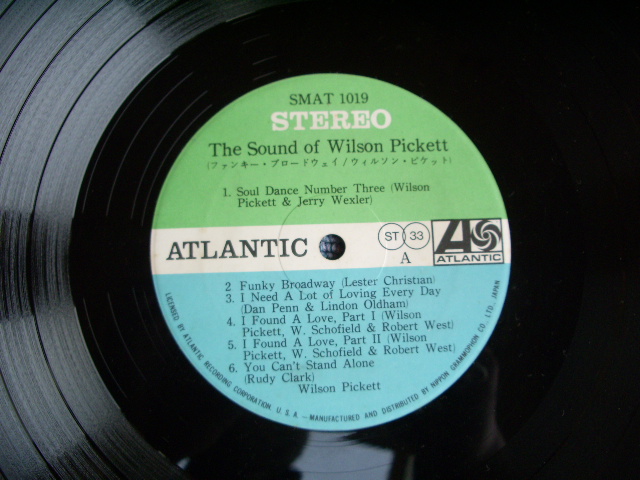 SMAT 1019
STEREO
The Sound of Wilson Pickett
(ファンキー・ブロードウェイ/ウィルソン・ピケット)
1. Soul Dance Number Three (Wilson
Pickett & Jerry Wexler)
ATLANTIC
ST 33
A
ATLANTIC
2 Funky Broadway (Lester Christian)
3. I Need A Lot of Loving Every Day
(Dan Penn & Lindon Oldham)
4. I Found A Love, Part I (Wilson
Pickett, W. Schofield & Robert West)
5. I Found A Love, Part II (Wilson
Pickett, W. Schofield & Robert West)
6. You Can't Stand Alone
(Rudy Clark)
Wilson Pickett
LICENSED BY ATLANTIC RECORDING CORPORATION, U.S.A.—MANUFACTURED AND DISTRIBUTED BY NIPPON GRAMMOPHON CO. LTD., JAPAN